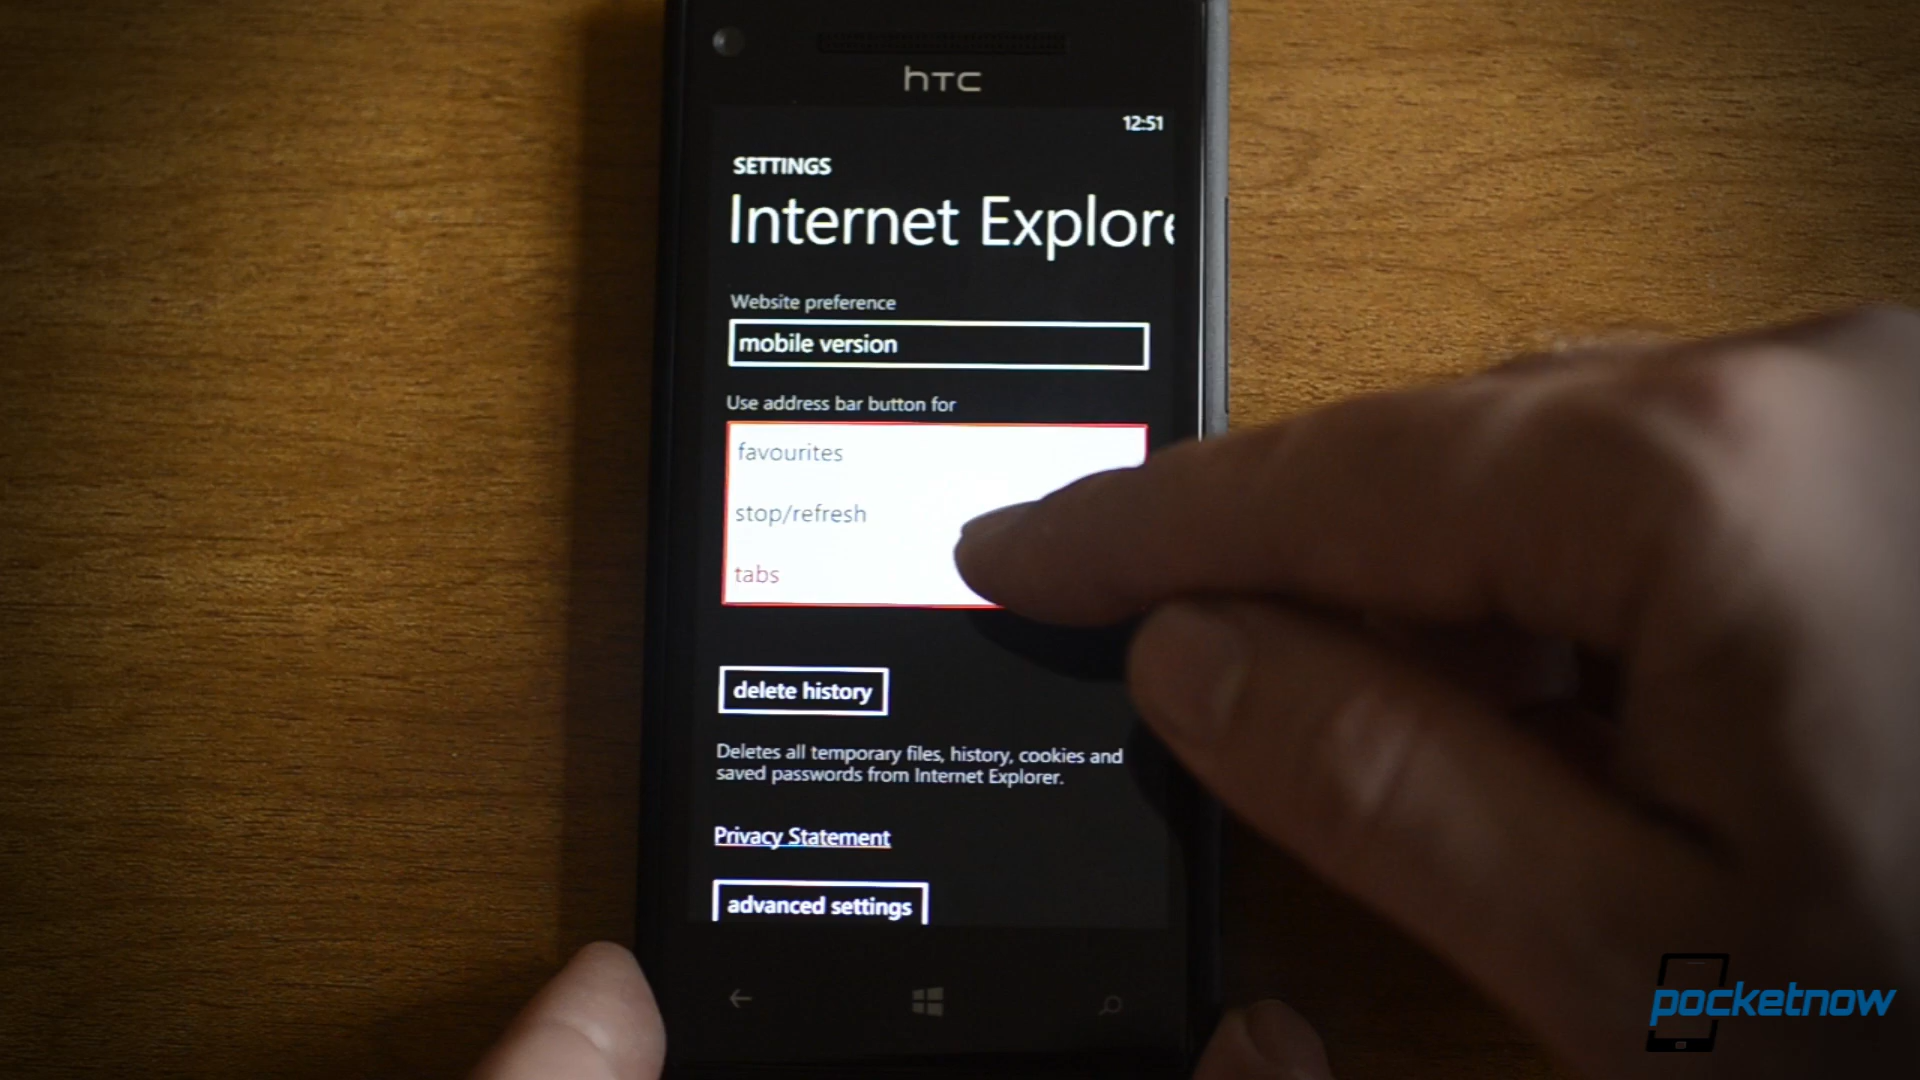 hTC
12:51
SETTINGS
Internet Explore
Website preference
mobile version
Use address bar button for
favourites
stop/refresh
tabs
delete history
Deletes all temporary files, history, cookies and
saved passwords from Internet Explorer.
Privacy Statement
advanced settings
pocketnow